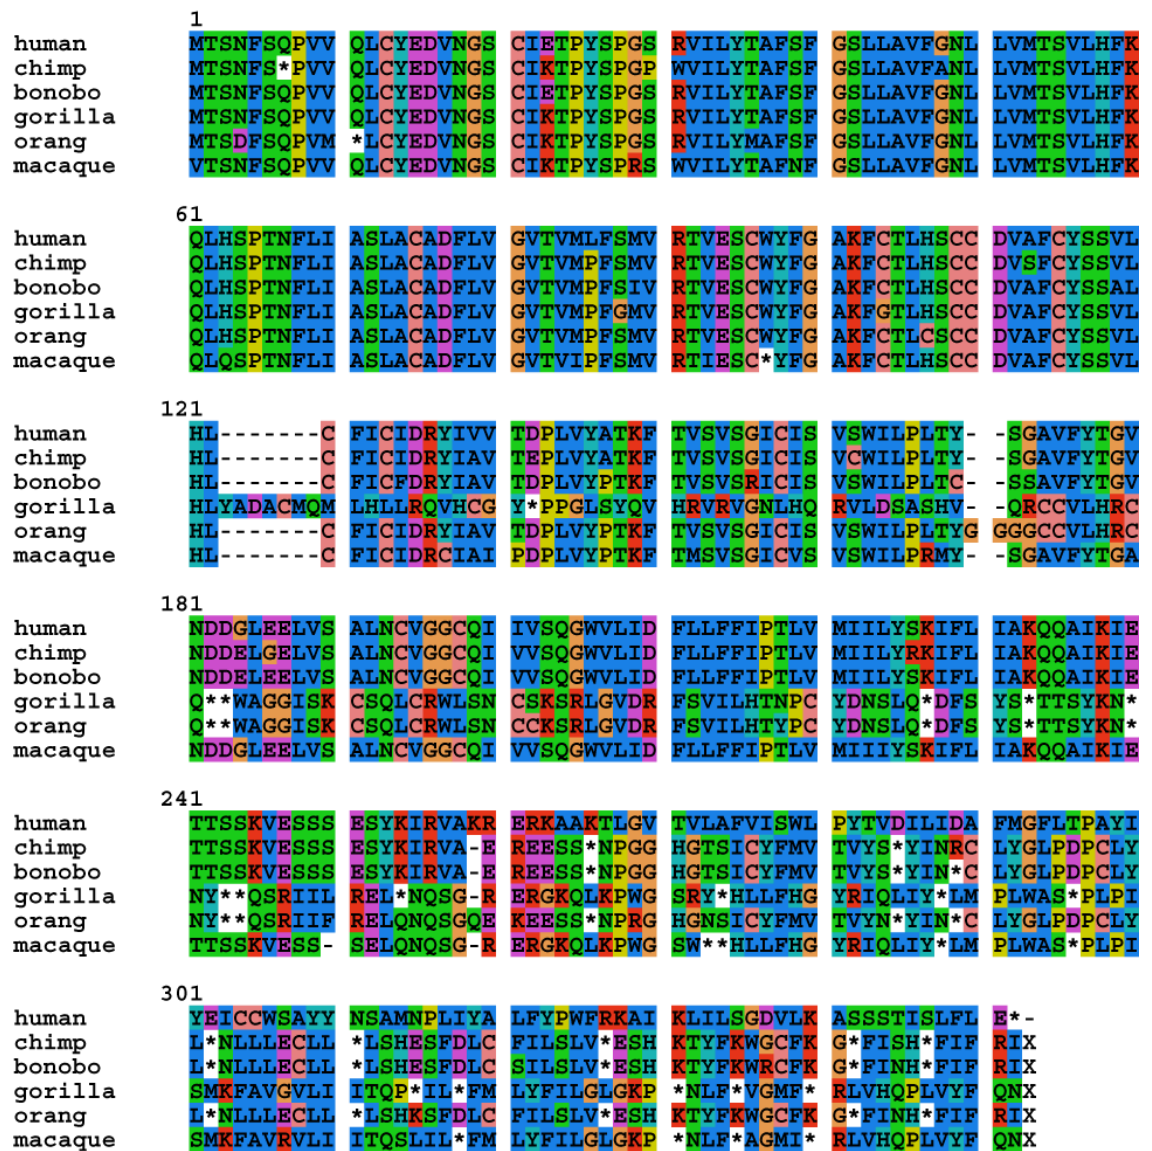 1
human MTSNFSQPVV QLCYEDVNGS CIETPYSPGS RVILYTAFSF GSLLAVFGNL LVMTSVLHFK
chimp MTSNFS*PVV QLCYEDVNGS CIKTPYSPGP WVILYTAFSF GSLLAVFANL LVMTSVLHFK
bonobo MTSNFSQPVV QLCYEDVNGS CIETPYSPGS RVILYTAFSF GSLLAVFGNL LVMTSVLHFK
gorilla MTSNFSQPVV QLCYEDVNGS CIKTPYSPGS RVILYTAFSF GSLLAVFGNL LVMTSVLHFK
orang MTSDFSQPVM *LCYEDVNGS CIKTPYSPGS RVILYMAFSF GSLLAVFGNL LVMTSVLHFK
macaque VTSNFSQPVV QLCYEDVNGS CIKTPYSPRS WVILYTAFNF GSLLAVFGNL LVMTSVLHFK
61
human QLHSPTNFLI ASLACADFLV GVTVMLFSMV RTVESCWYFG AKFCTLHSCC DVAFCYSSVL
chimp QLHSPTNFLI ASLACADFLV GVTVMPFSMV RTVESCWYFG AKFCTLHSCC DVSFCYSSVL
bonobo QLHSPTNFLI ASLACADFLV GVTVMPFSIV RTVESCWYFG AKFCTLHSCC DVAFCYSSAL
gorilla QLHSPTNFLI ASLACADFLV GVTVMPFGMV RTVESCWYFG AKFGTLHSCC DVAFCYSSVL
orang QLHSPTNFLI ASLACADFLV GVTVMPFSMV RTVESCWYFG AKFCTLCSCC DVAFCYSSVL
macaque QLQSPTNFLI ASLACADFLV GVTVIPFSMV RTIESC*YFG AKFCTLHSCC DVAFCYSSVL
121
human HL-------C FICIDRYIVV TDPLVYATKF TVSVSGICIS VSWILPLTY- -SGAVFYTGV
chimp HL-------C FICIDRYIAV TEPLVYATKF TVSVSGICIS VCWILPLTY- -SGAVFYTGV
bonobo HL-------C FICFDRYIAV TDPLVYPTKF TVSVSRICIS VSWILPLTC- -SSAVFYTGV
gorilla HLYADACMQM LHLLRQVHCG Y*PPGLSYQV HRVRVGNLHQ RVLDSASHV- -QRCCVLHRC
orang HL-------C FICIDRYIAV TDPLVYPTKF TVSVSGICIS VSWILPLTYG GGGCCVLHRC
macaque HL-------C FICIDRCIAI PDPLVYPTKF TMSVSGICVS VSWILPRMY- -SGAVFYTGA
181
human NDDGLEELVS ALNCVGGCQI IVSQGWVLID FLLFFIPTLV MIILYSKIFL IAKQQAIKIE
chimp NDDELGELVS ALNCVGGCQI VVSQGWVLID FLLFFIPTLV MIILYRKIFL IAKQQAIKIE
bonobo NDDELEELVS ALNCVGGCQI VVSQGWVLID FLLFFIPTLV MIILYSKIFL IAKQQAIKIE
gorilla Q**WAGGISK CSQLCRWLSN CSKSRLGVDR FSVILHTNPC YDNSLQ*DFS YS*TTSYKN*
orang Q**WAGGISK CSQLCRWLSN CCKSRLGVDR FSVILHTYPC YDNSLQ*DFS YS*TTSYKN*
macaque NDDGLEELVS ALNCVGGCQI VVSQGWVLID FLLFFIPTLV MIIIYSKIFL IAKQQAIKIE
241
human TTSSKVESSS ESYKIRVAKR ERKAAKTLGV TVLAFVISWL PYTVDILIDA FMGFLTPAYI
chimp TTSSKVESSS ESYKIRVA-E REESS*NPGG HGTSICYFMV TVYS*YINRC LYGLPDPCLY
bonobo TTSSKVESSS ESYKIRVA-E REESS*NPGG HGTSICYFMV TVYS*YIN*C LYGLPDPCLY
gorilla NY**QSRIIL REL*NQSG-R ERGKQLKPWG SRY*HLLFHG YRIQLIY*LM PLWAS*PLPI
orang NY**QSRIIF RELQNQSGQE KEESS*NPRG HGNSICYFMV TVYN*YIN*C LYGLPDPCLY
macaque TTSSKVESS- SELQNQSG-R ERGKQLKPWG SW**HLLFHG YRIQLIY*LM PLWAS*PLPI
301
human YEICCWSAYY NSAMNPLIYA LFYPWFRKAI KLILSGDVLK ASSSTISLFL E*-
chimp L*NLLLECLL *LSHESFDLC FILSLV*ESH KTYFKWGCFK G*FISH*FIF RIX
bonobo L*NLLLECLL *LSHESFDLC SILSLV*ESH KTYFKWRCFK G*FINH*FIF RIX
gorilla SMKFAVGVLI ITQP*IL*FM LYFILGLGKP *NLF*VGMF* RLVHQPLVYF QNX
orang L*NLLLECLL *LSHKSFDLC FILSLV*ESH KTYFKWGCFK G*FINH*FIF RIX
macaque SMKFAVRVLI ITQSLIL*FM LYFILGLGKP *NLF*AGMI* RLVHQPLVYF QNX